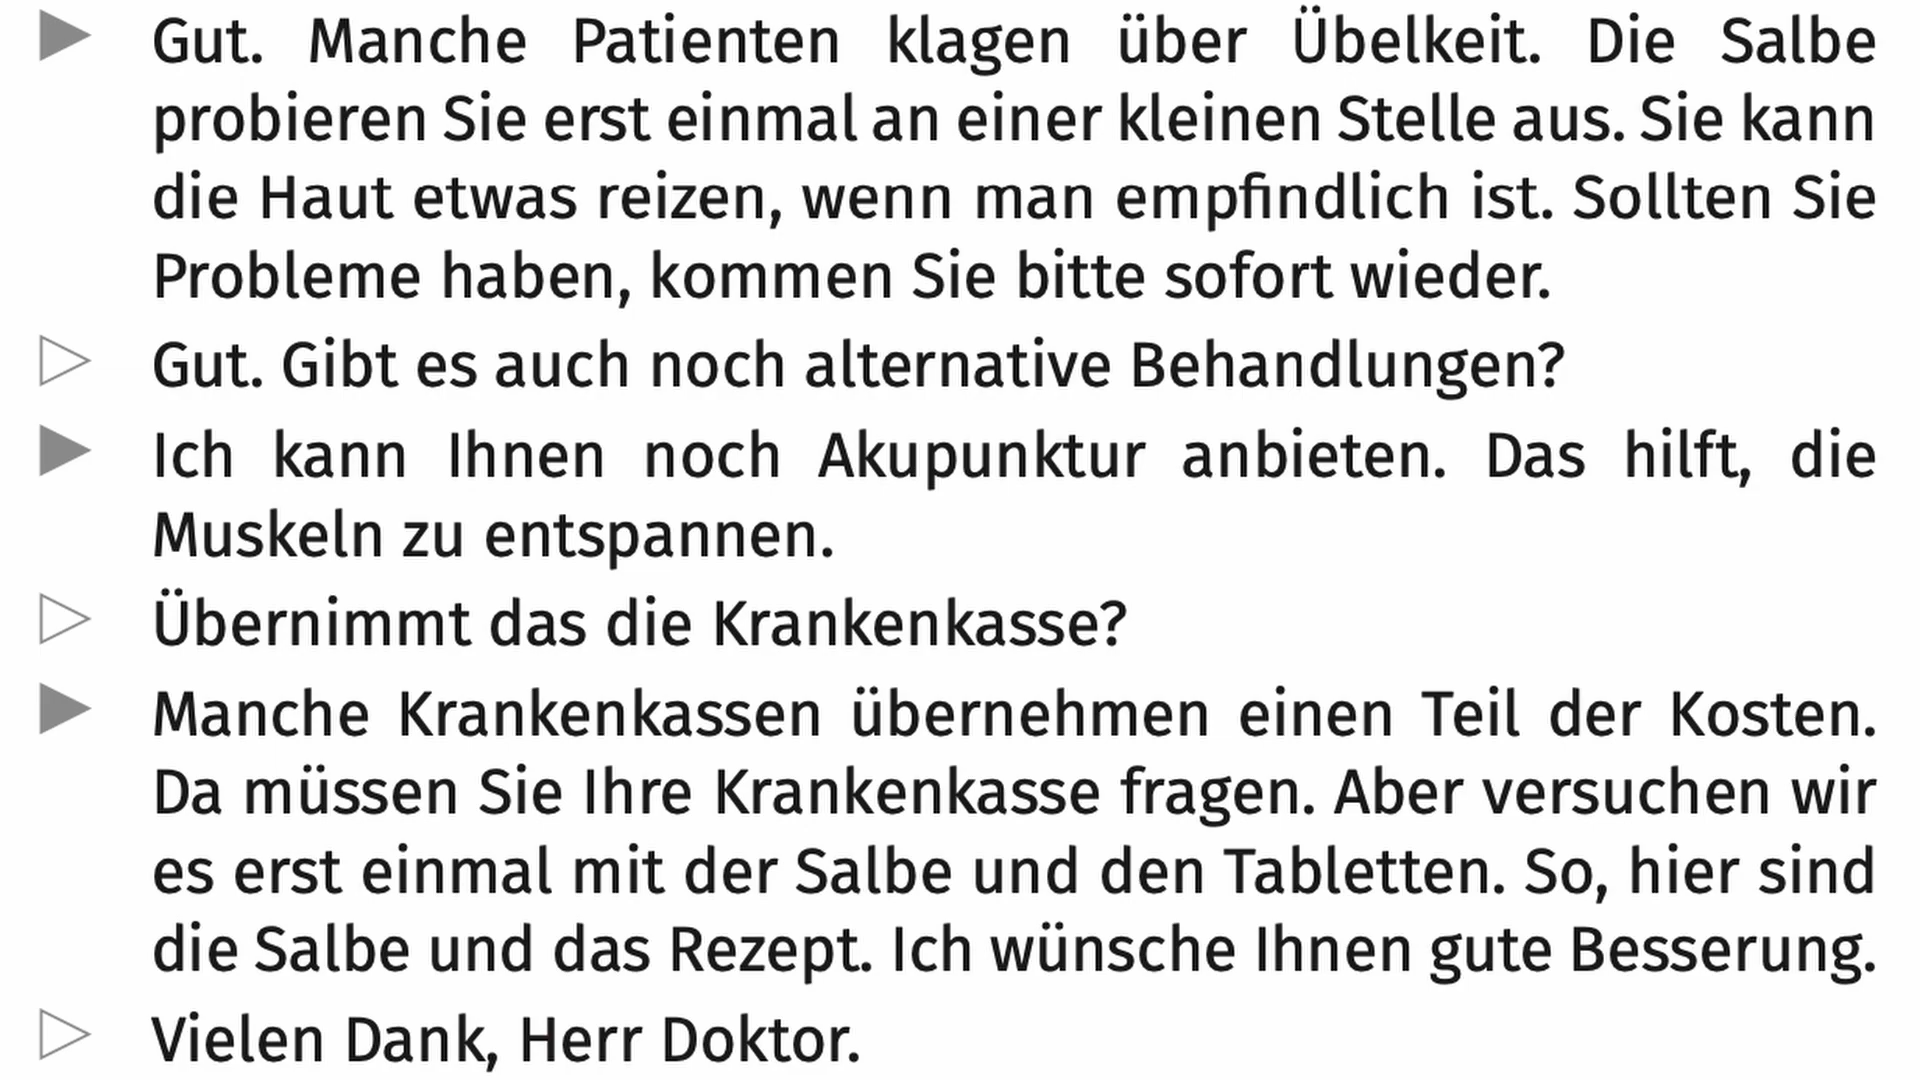 Gut. Manche Patienten klagen über Übelkeit. Die Salbe
probieren Sie erst einmal an einer kleinen Stelle aus. Sie kann
die Haut etwas reizen, wenn man empfindlich ist. Sollten Sie
Probleme haben, kommen Sie bitte sofort wieder.
Gut. Gibt es auch noch alternative Behandlungen?
Ich kann Ihnen noch Akupunktur anbieten. Das hilft, die
Muskeln zu entspannen.
Übernimmt das die Krankenkasse?
Manche Krankenkassen übernehmen einen Teil der Kosten.
Da müssen Sie Ihre Krankenkasse fragen. Aber versuchen wir
es erst einmal mit der Salbe und den Tabletten. So, hier sind
die Salbe und das Rezept. Ich wünsche Ihnen gute Besserung.
Vielen Dank, Herr Doktor.